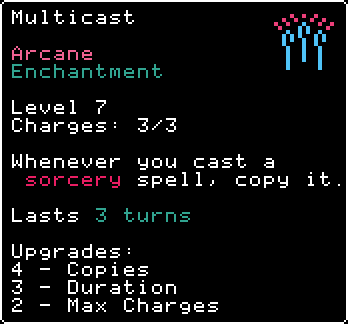 Multicast
Arcane
Enchantment
Level 7
Charges: 3/3
Whenever you cast a
sorcery spell, copy it.
Lasts 3 turns
Upgrades:
4 - Copies
3 - Duration
2 - Max Charges